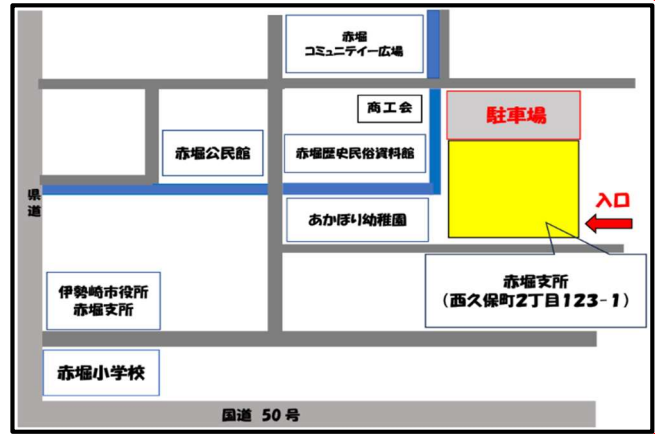 赤堀
コミュニテイー広場
商工会
駐車場
赤堀公民館
赤堀歴史民俗資料館
県道
入口
あかぼり幼稚園
伊勢崎市役所
赤堀支所
赤堀支所
(西久保町2丁目123-1)
赤堀小学校
国道 50号